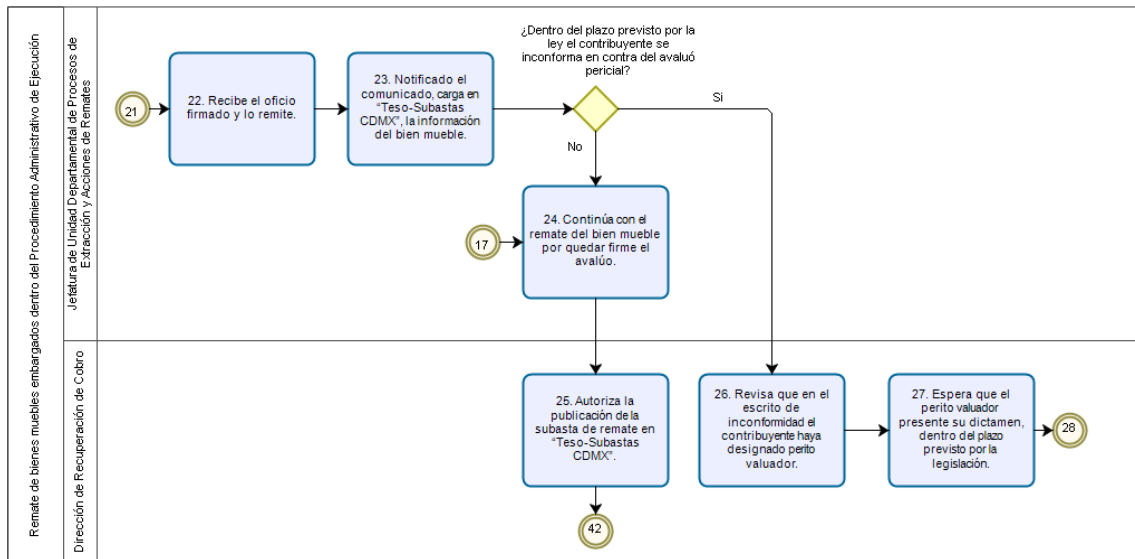 Remate de bienes muebles embargados dentro del Procedimiento Administrativo de Ejecución
Jefatura de Unidad Departamental de Procesos de
Extracción y Acciones de Remates
21
22. Recibe el oficio
firmado y lo remite.
23. Notificado el
comunicado, carga en
“Teso-Subastas
CDMX”, la información
del bien mueble.
¿Dentro del plazo previsto por la
ley el contribuyente se
inconforma en contra del avaluó
pericial?
Si
No
17
24. Continúa con el
remate del bien mueble
por quedar firme el
avalúo.
Dirección de Recuperación de Cobro
25. Autoriza la
publicación de la
subasta de remate en
“Teso-Subastas
CDMX”.
42
26. Revisa que en el
escrito de
inconformidad el
contribuyente haya
designado perito
valuador.
27. Espera que el
perito valuador
presente su dictamen,
dentro del plazo
previsto por la
legislación.
28